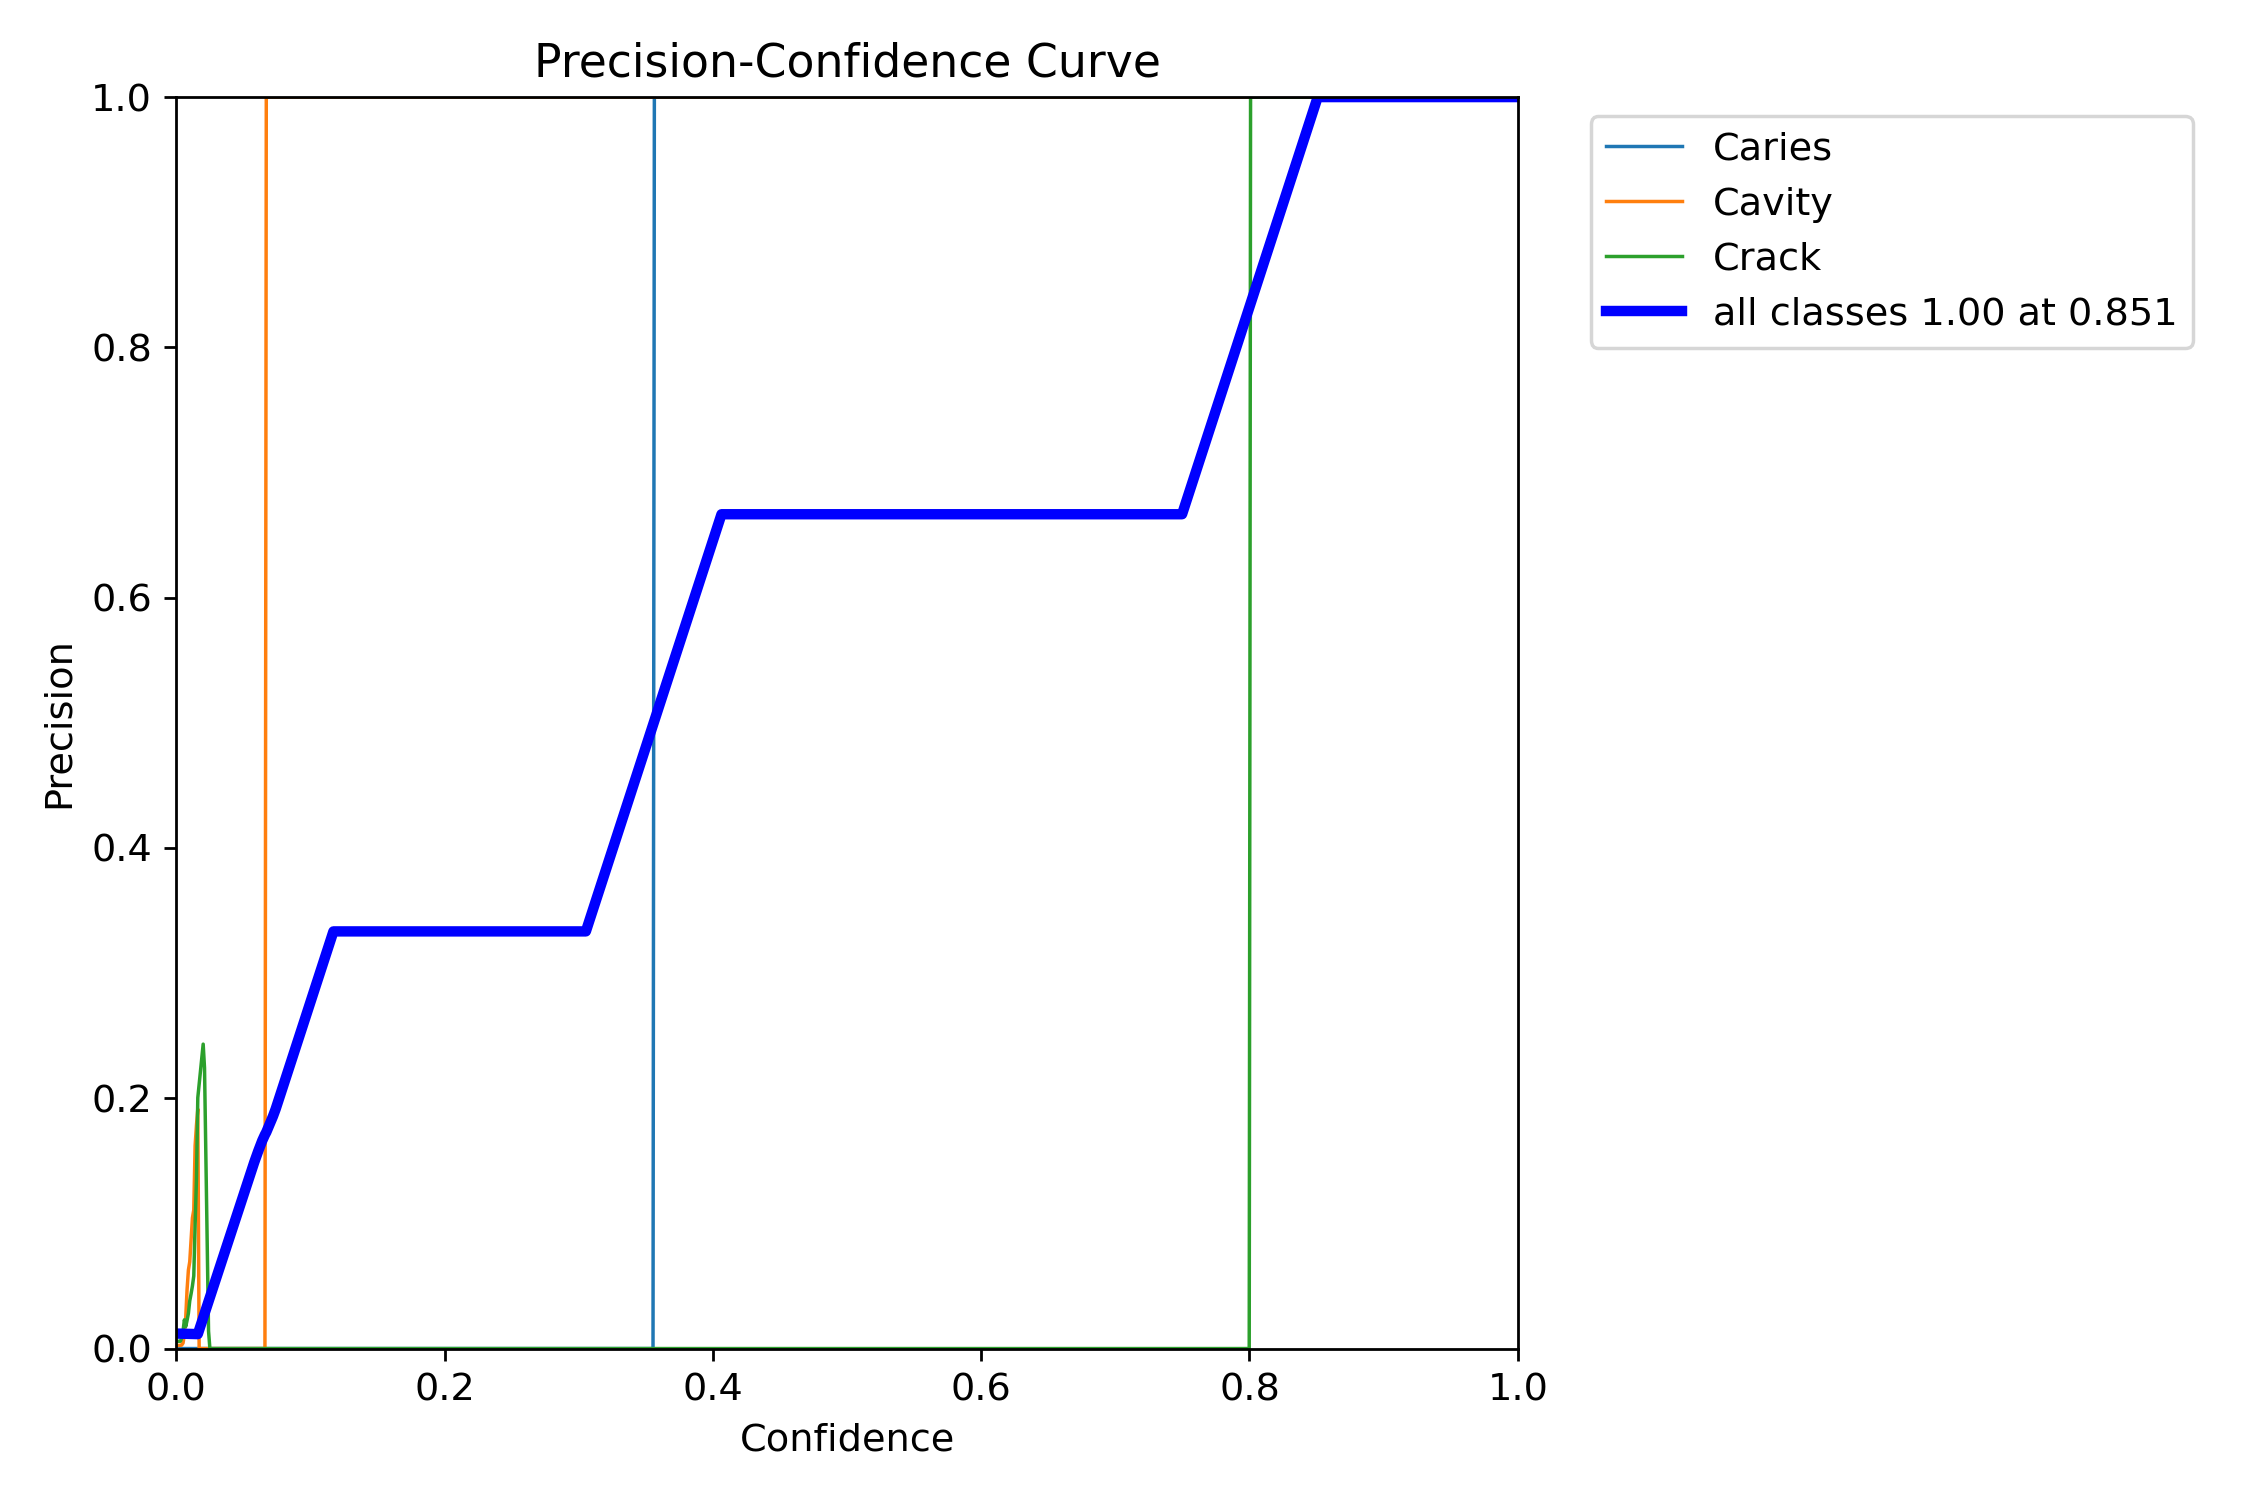 Precision-Confidence Curve
1.0
0.8
0.6
0.4
0.2
0.0
Precision
0.0 0.2 0.4 0.6 0.8 1.0
Confidence
Caries
Cavity
Crack
all classes 1.00 at 0.851